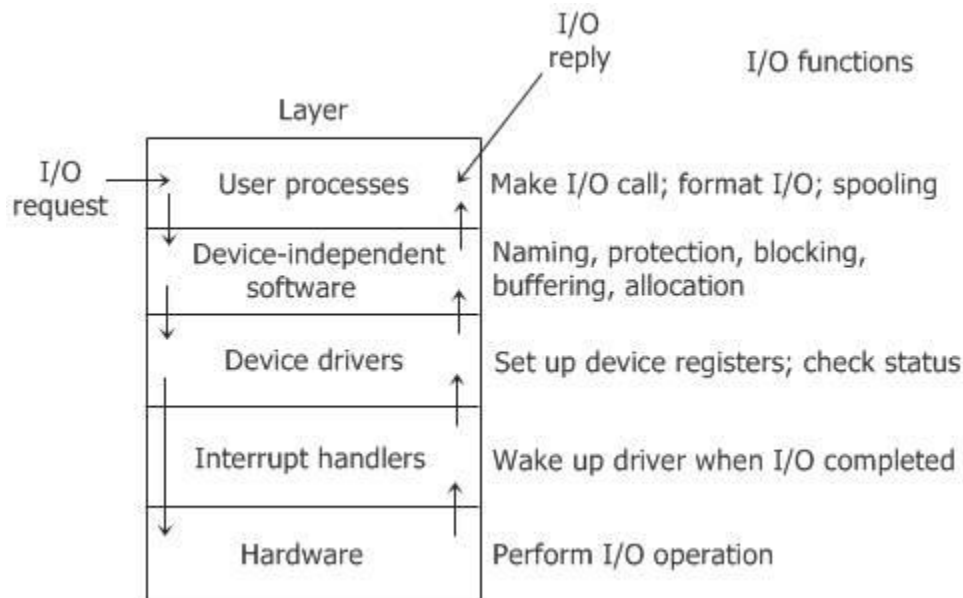 I/O
reply
I/O functions
Layer
I/O
request
User processes
Make I/O call; format I/O; spooling
Device-independent
software
Naming, protection, blocking,
buffering, allocation
Device drivers
Set up device registers; check status
Interrupt handlers
Wake up driver when I/O completed
Hardware
Perform I/O operation